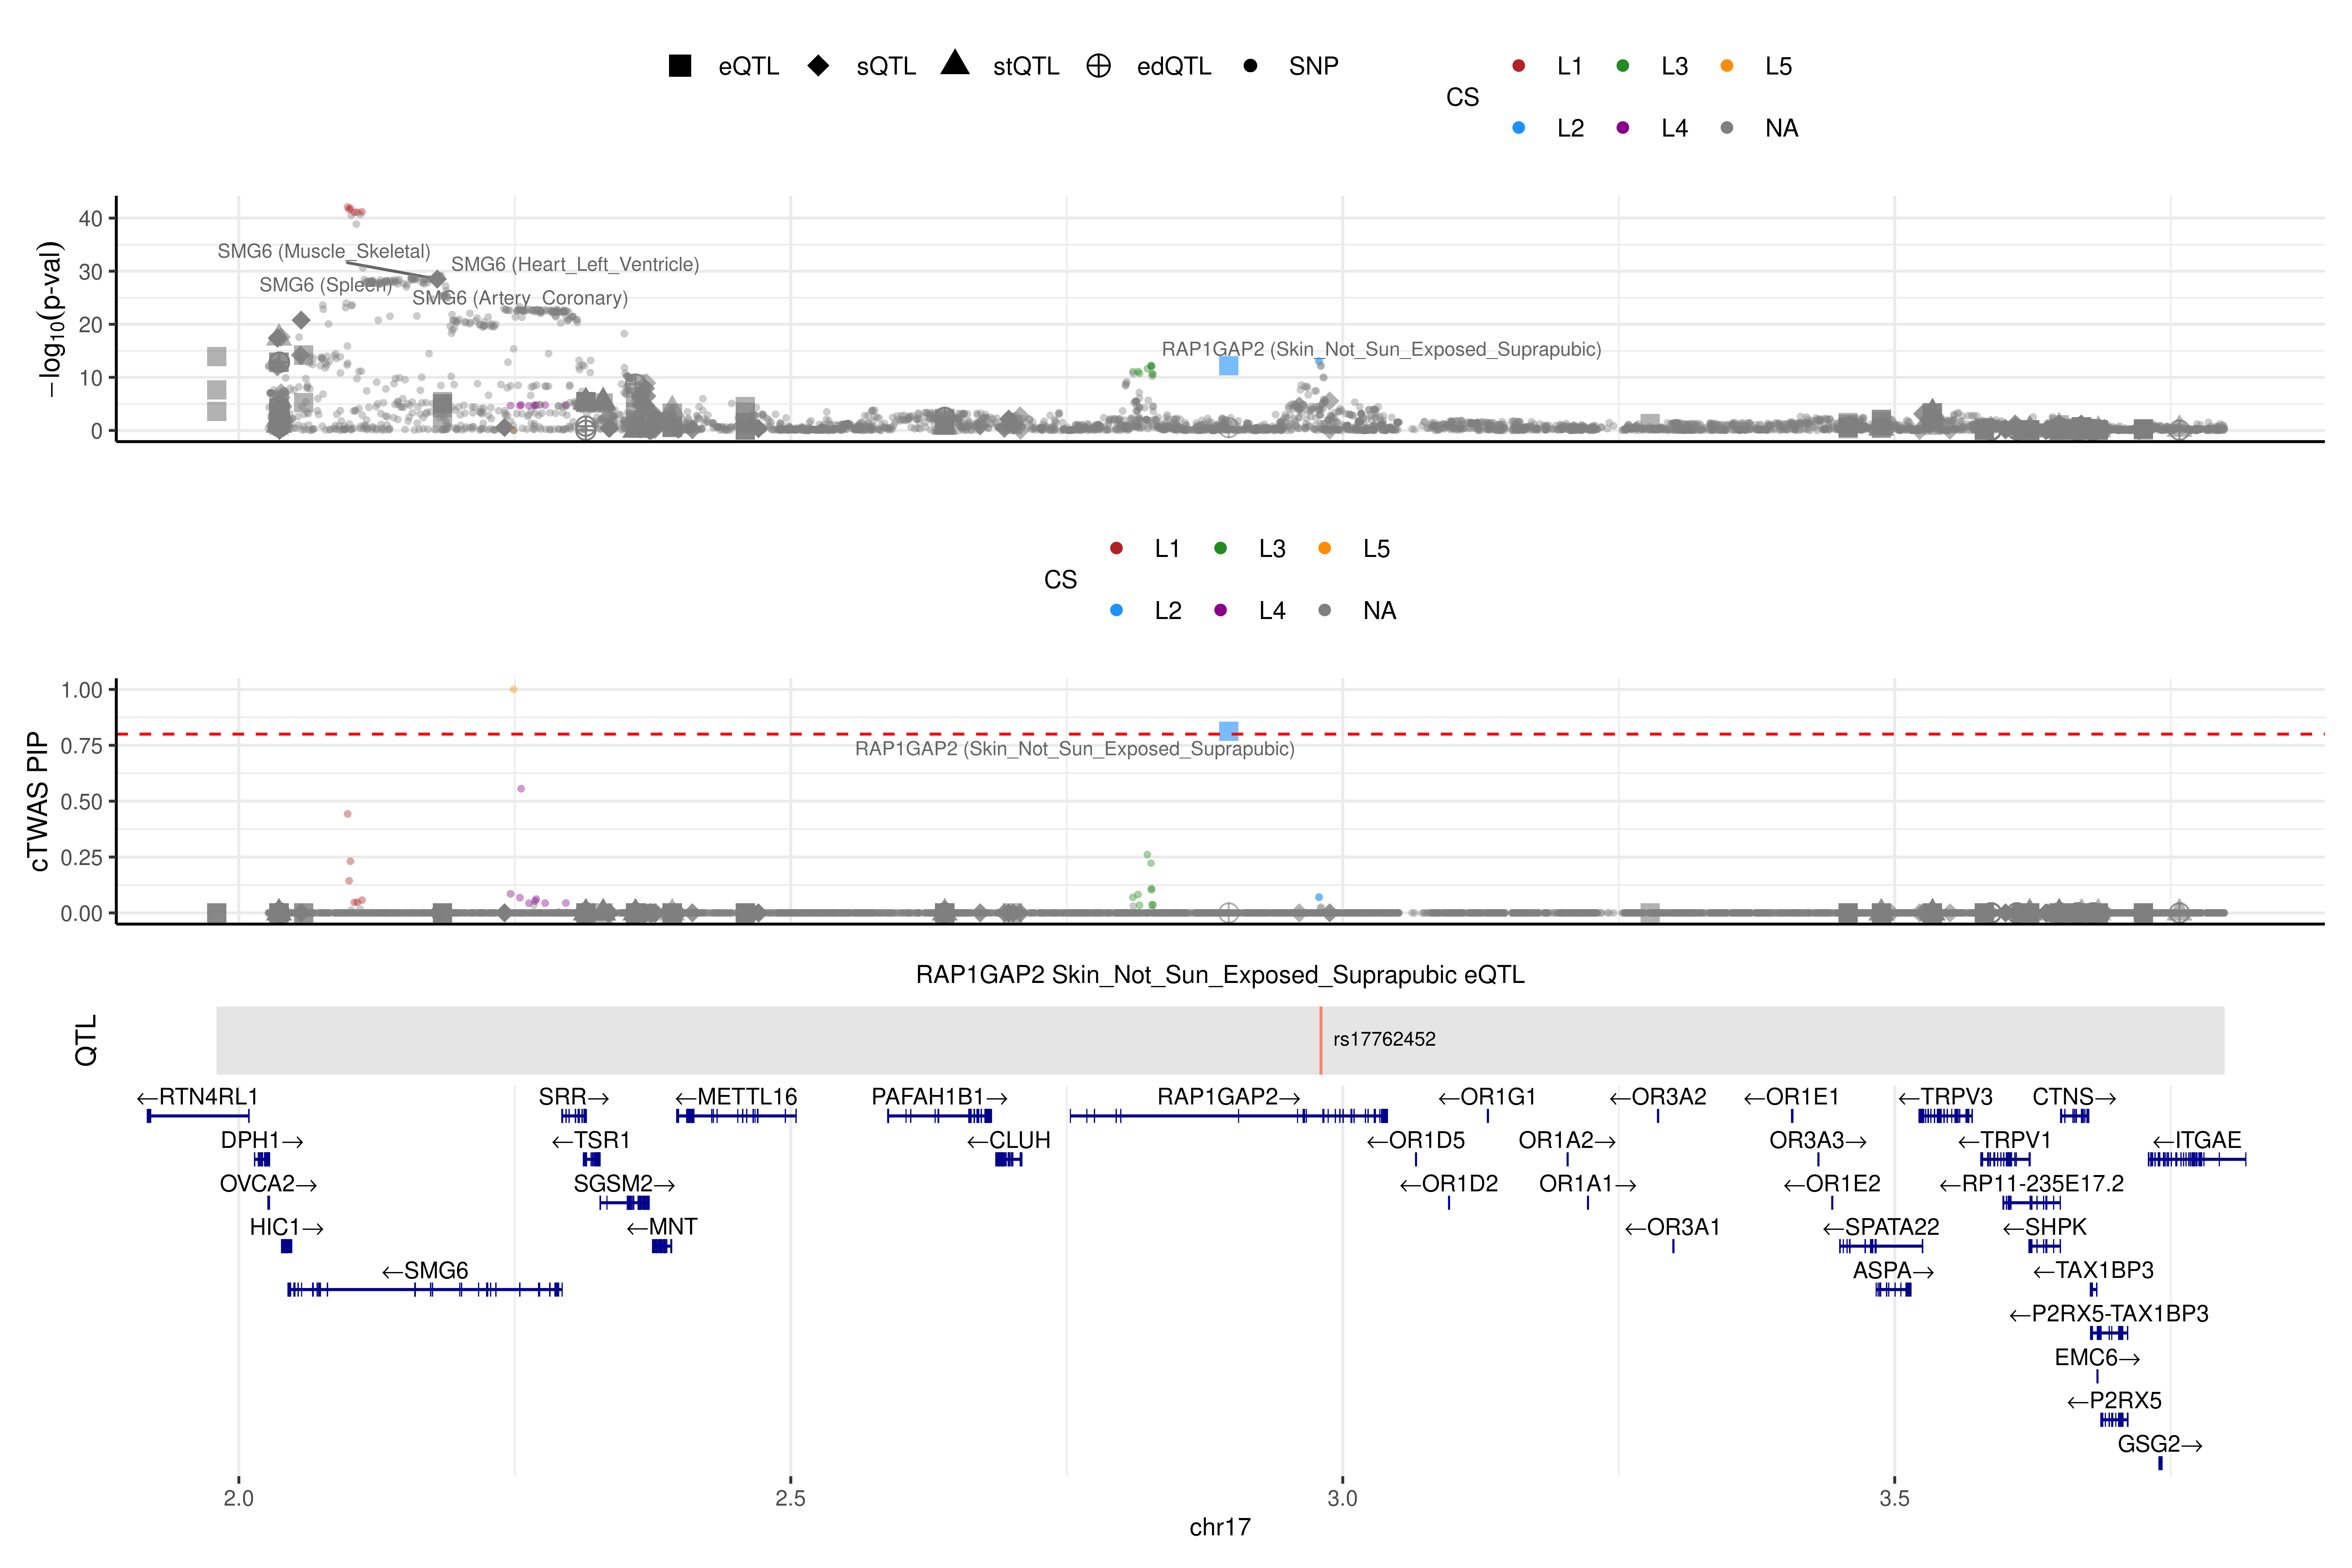 eQTL sQTL stQTL edQTL SNP
CS
L1 L3 L5
L2 L4 NA
−log10(p-val)
40
30
20
10
0
SMG6 (Muscle_Skeletal)
SMG6 (Heart_Left_Ventricle)
SMG6 (Spleen)
SMG6 (Artery_Coronary)
RAP1GAP2 (Skin_Not_Sun_Exposed_Suprapubic)
CS
L1 L3 L5
L2 L4 NA
cTWAS PIP
1.00
0.75
0.50
0.25
0.00
RAP1GAP2 (Skin_Not_Sun_Exposed_Suprapubic)
RAP1GAP2 Skin_Not_Sun_Exposed_Suprapubic eQTL
QTL
rs17762452
←RTN4RL1 SRR→ ←METTL16 PAFAH1B1→ RAP1GAP2→ ←OR1G1 ←OR3A2 ←OR1E1 ←TRPV3 CTNS→
DPH1→ ←TSR1 ←CLUH ←OR1D5 OR1A2→ OR3A3→ ←TRPV1 ←ITGAE
OVCA2→ SGSM2→ ←OR1D2 OR1A1→ ←OR1E2 ←RP11-235E17.2
HIC1→ ←MNT ←OR3A1 ←SPATA22 ←SHPK
←SMG6 ASPA→ ←TAX1BP3
←P2RX5-TAX1BP3
EMC6→
←P2RX5
GSG2→
2.0 2.5 3.0 3.5
chr17